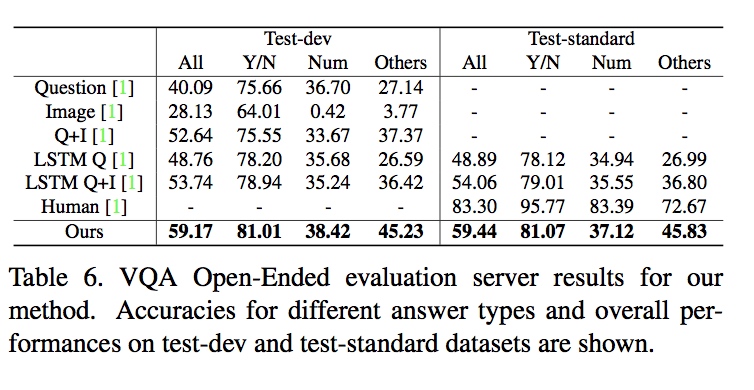 Test-dev Test-standard
All Y/N Num Others All Y/N Num Others
Question [1] 40.09 75.66 36.70 27.14 - - - -
Image [1] 28.13 64.01 0.42 3.77 - - - -
Q+I [1] 52.64 75.55 33.67 37.37 - - - -
LSTM Q [1] 48.76 78.20 35.68 26.59 48.89 78.12 34.94 26.99
LSTM Q+I [1] 53.74 78.94 35.24 36.42 54.06 79.01 35.55 36.80
Human [1] - - - - 83.30 95.77 83.39 72.67
Ours 59.17 81.01 38.42 45.23 59.44 81.07 37.12 45.83
Table 6. VQA Open-Ended evaluation server results for our
method. Accuracies for different answer types and overall per-
formances on test-dev and test-standard datasets are shown.